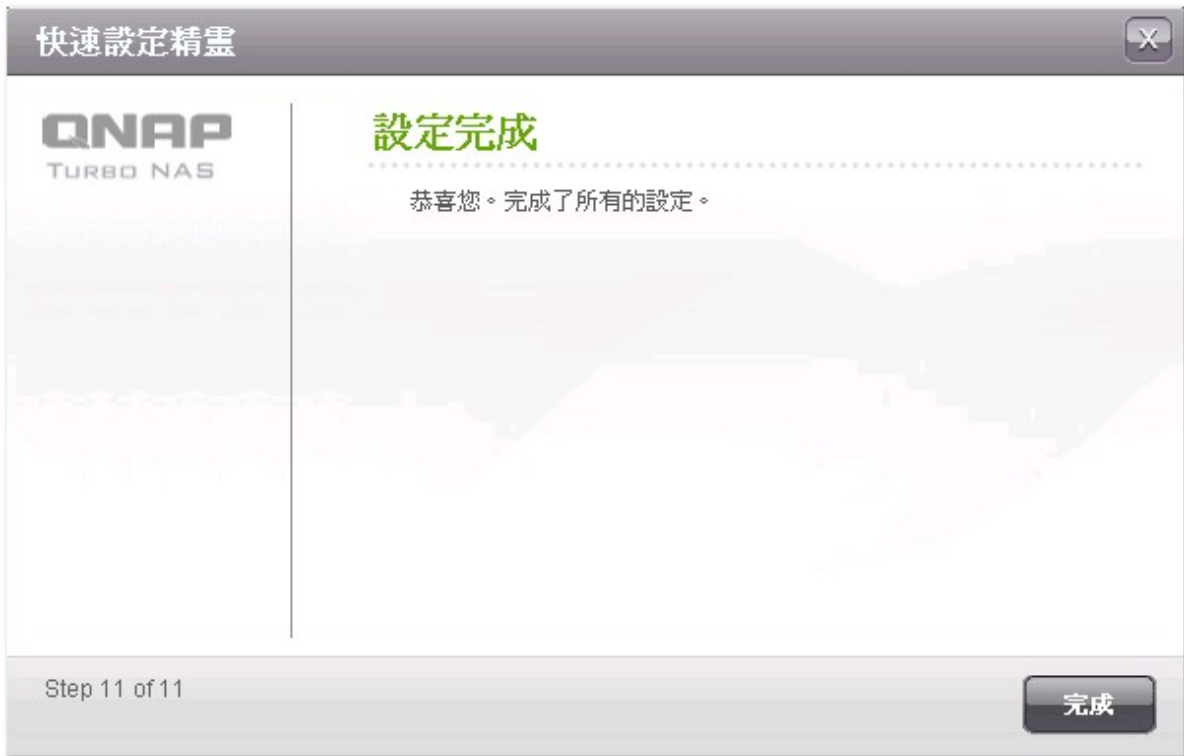 快速設定精靈
X
QNAP
TURBO NAS
設定完成
恭喜您。完成了所有的設定。
Step 11 of 11
完成